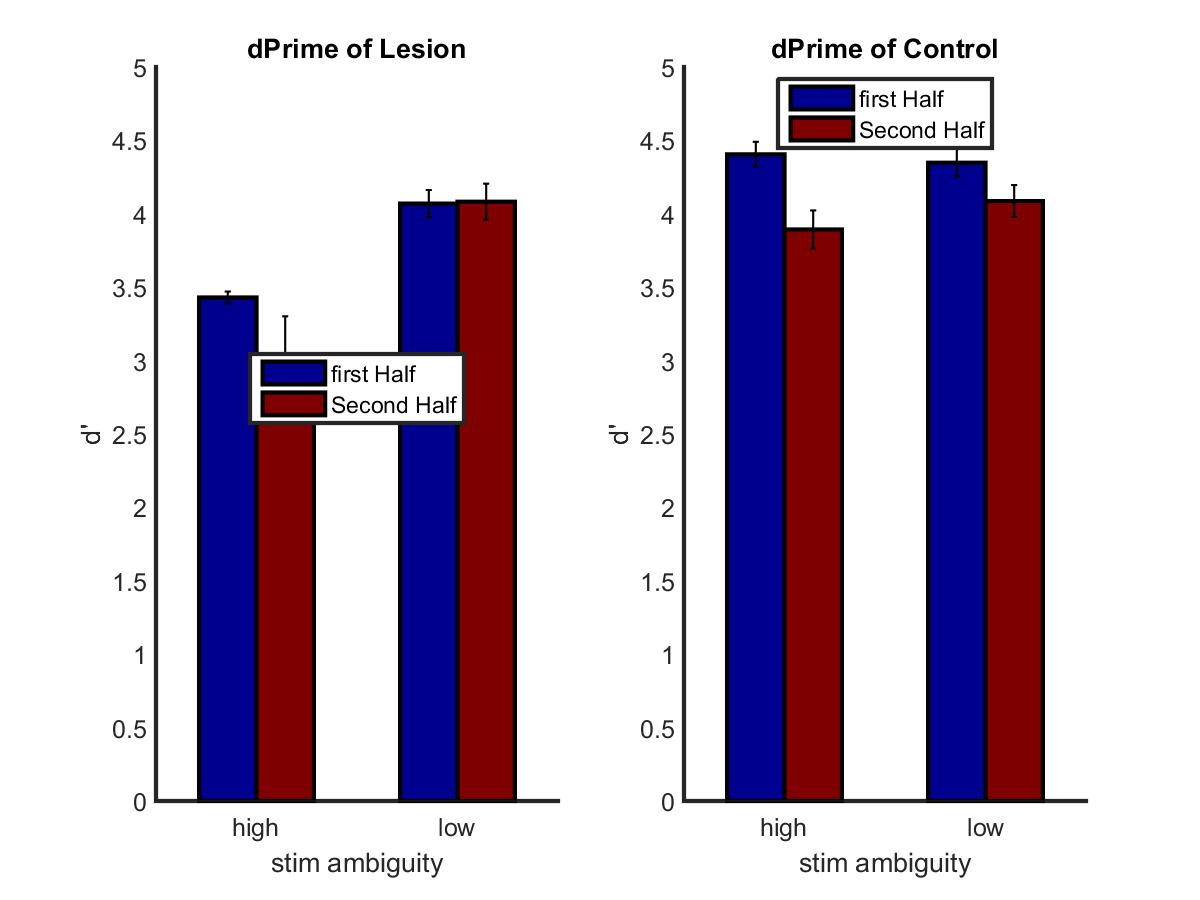 dPrime of Lesion
5
4.5
4
3.5
3
2.5
2
1.5
1
0.5
0
d'
first Half
Second Half
high
low
stim ambiguity
dPrime of Control
5
4.5
4
3.5
3
2.5
2
1.5
1
0.5
0
d'
first Half
Second Half
high
low
stim ambiguity